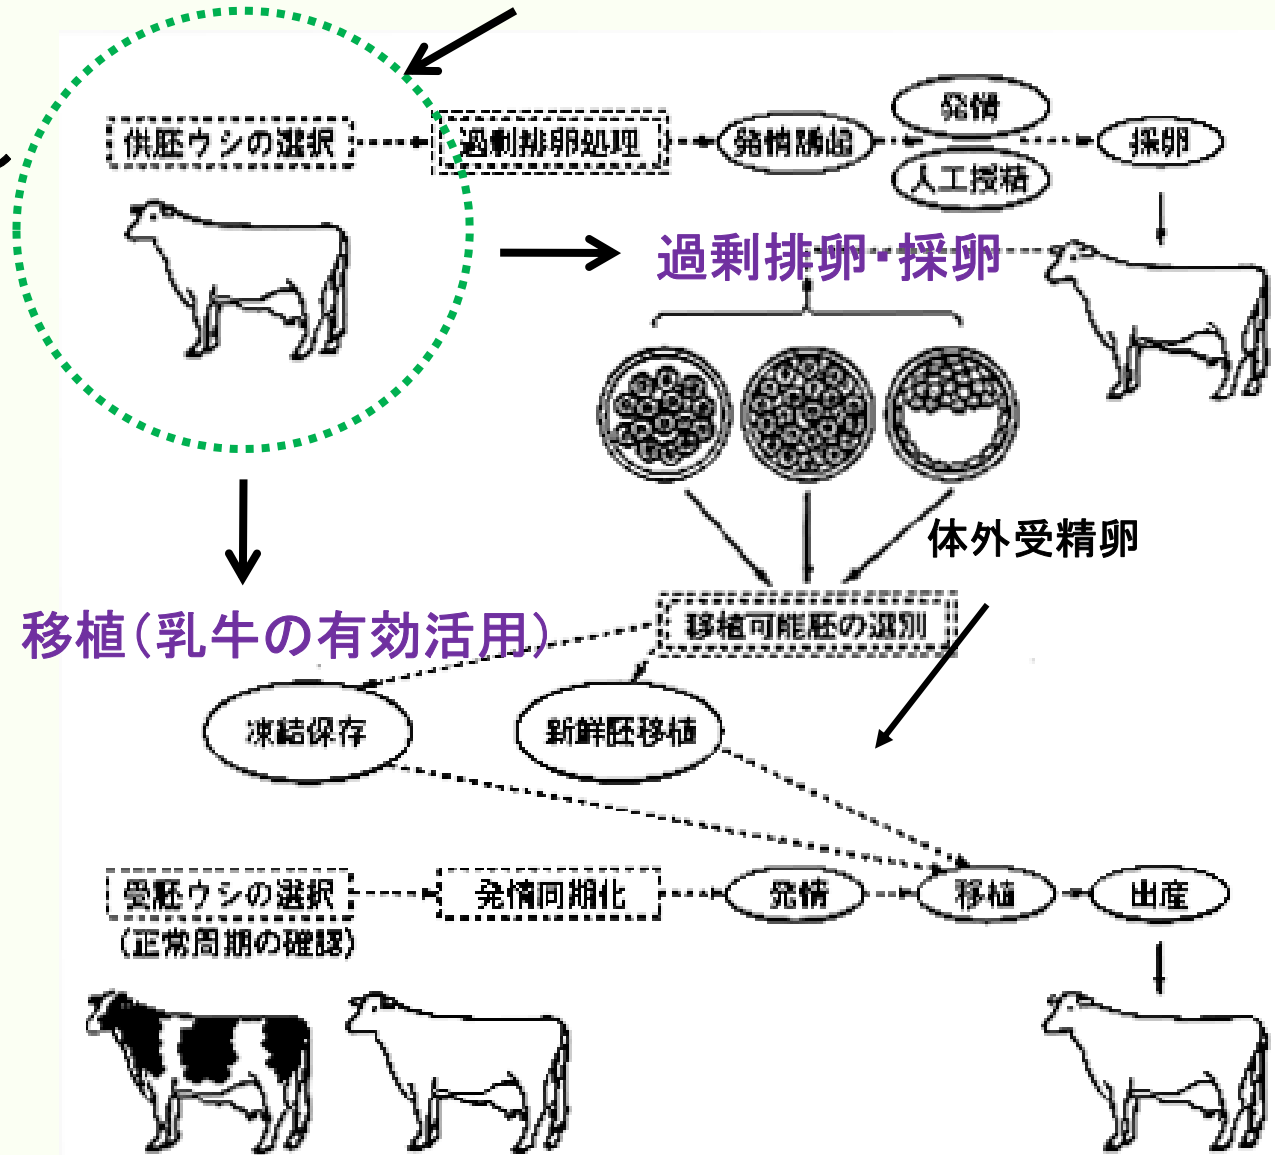 発情
供胚ウシの選択
過剰排卵処理
発情誘起
採卵
人工授精
過剰排卵・採卵
体外受精卵
移植(乳牛の有効活用)
移植可能胚の選別
凍結保存
新鮮胚移植
受胚ウシの選択
発情同期化
発情
移植
出産
(正常周期の確認)